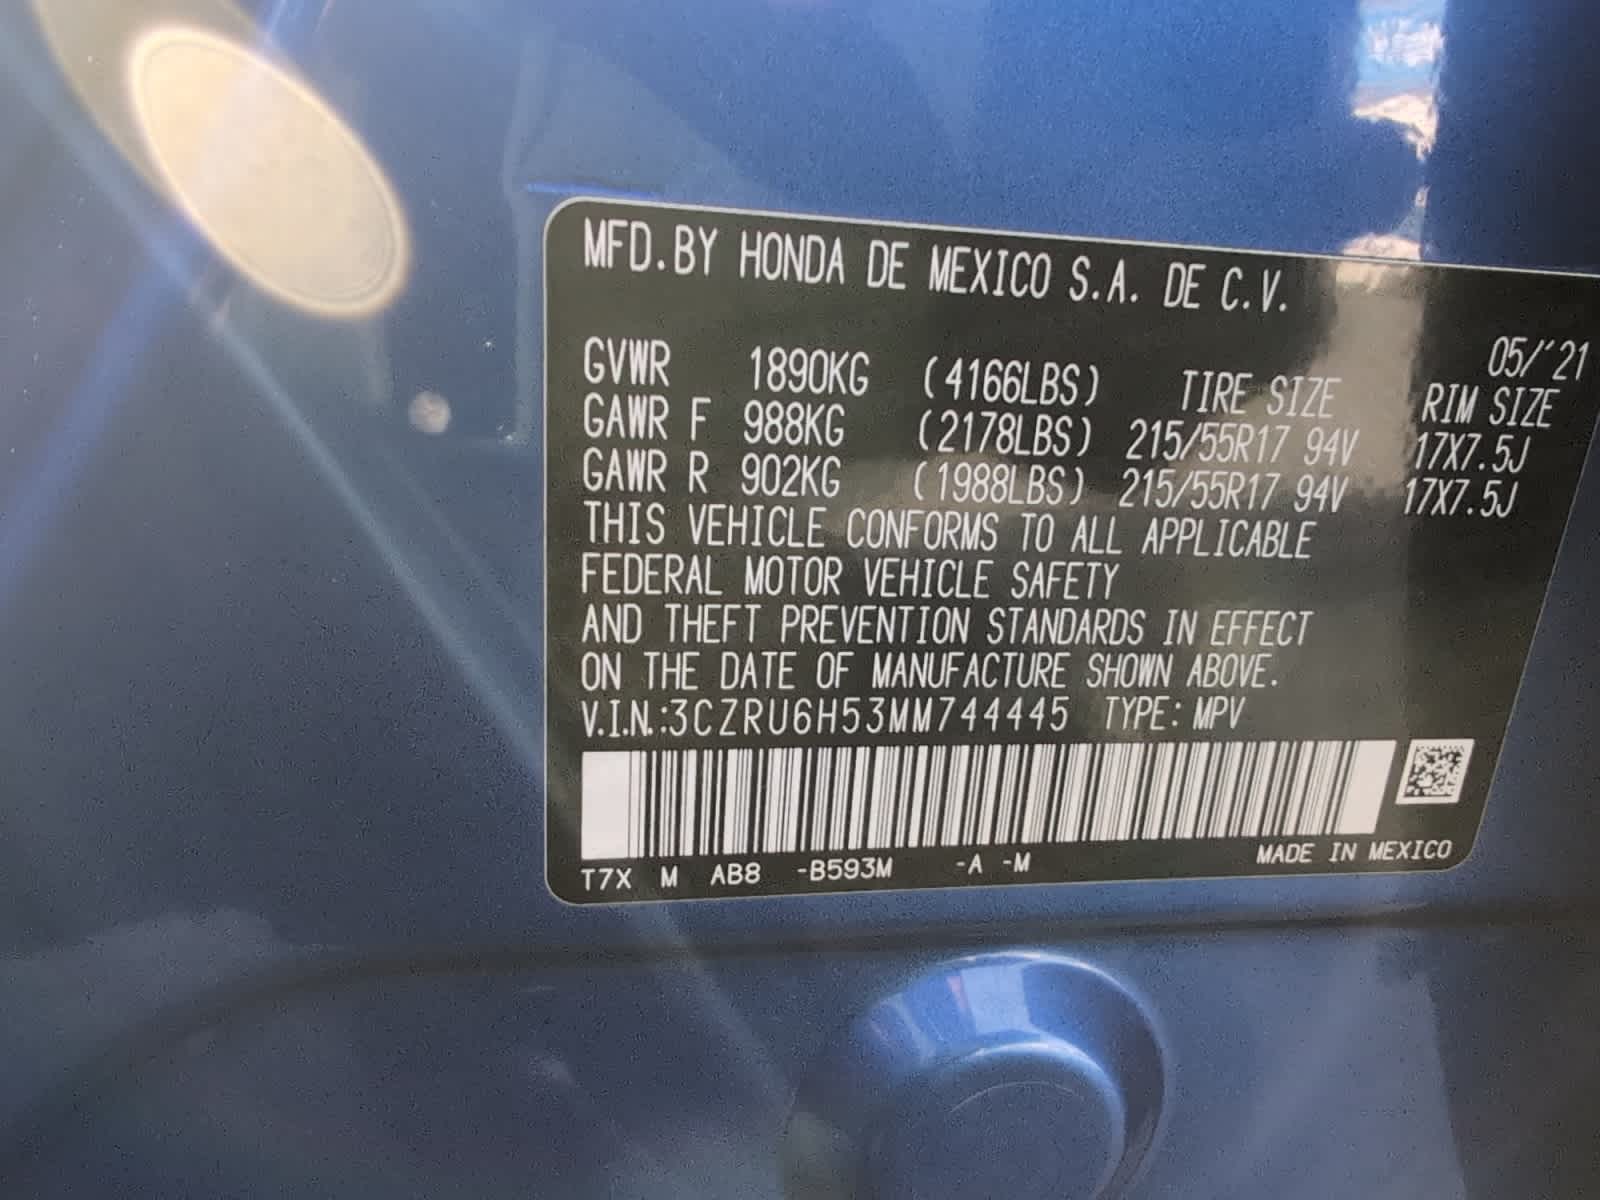 MFD.BY HONDA DE MEXICO S.A. DE C.V.
05/'21
GVWR 1890KG (4166LBS) TIRE SIZE RIM SIZE
GAWR F 988KG (2178LBS) 215/55R17 94V 17X7.5J
GAWR R 902KG (1988LBS) 215/55R17 94V 17X7.5J
THIS VEHICLE CONFORMS TO ALL APPLICABLE
FEDERAL MOTOR VEHICLE SAFETY
AND THEFT PREVENTION STANDARDS IN EFFECT
ON THE DATE OF MANUFACTURE SHOWN ABOVE.
V.I.N.:3CZRU6H53MM744445 TYPE: MPV
T7X M AB8 -B593M -A -M MADE IN MEXICO